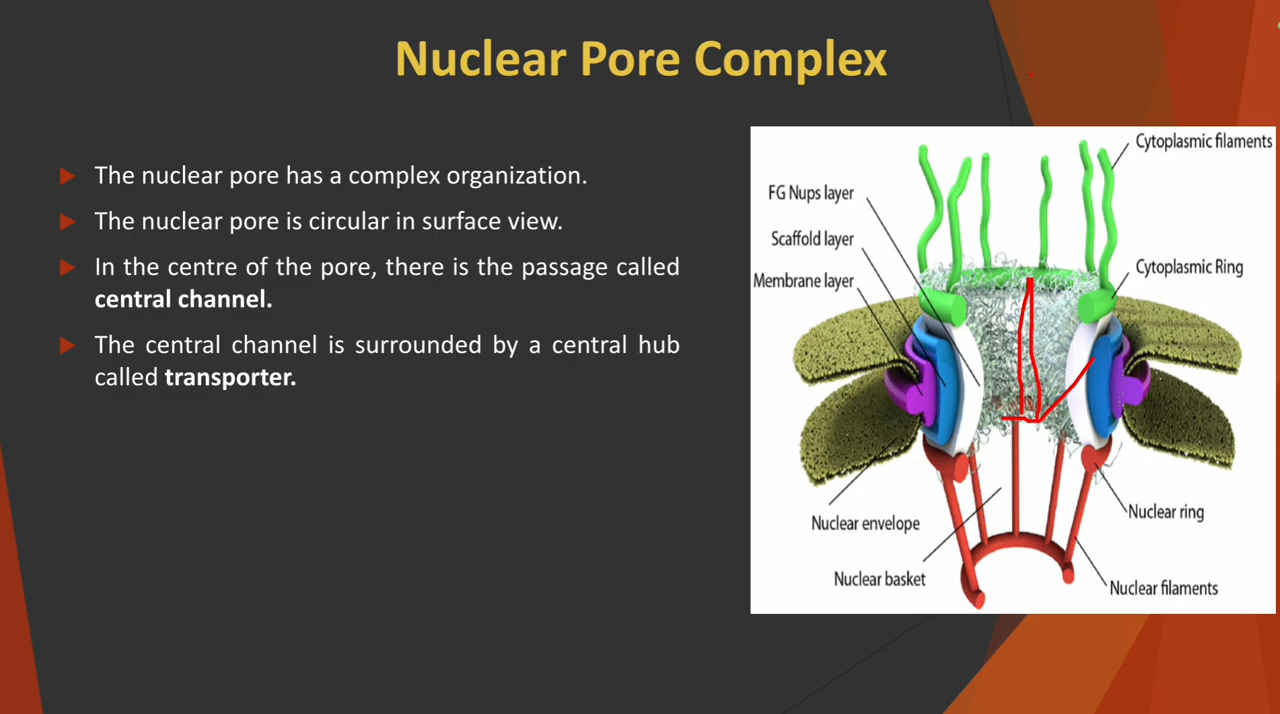 Nuclear Pore Complex
The nuclear pore has a complex organization.
The nuclear pore is circular in surface view.
In the centre of the pore, there is the passage called
central channel.
The central channel is surrounded by a central hub
called transporter.
Cytoplasmic filaments
FG Nups layer
Scaffold layer
Membrane layer
Cytoplasmic Ring
Nuclear envelope
Nuclear ring
Nuclear basket
Nuclear filaments